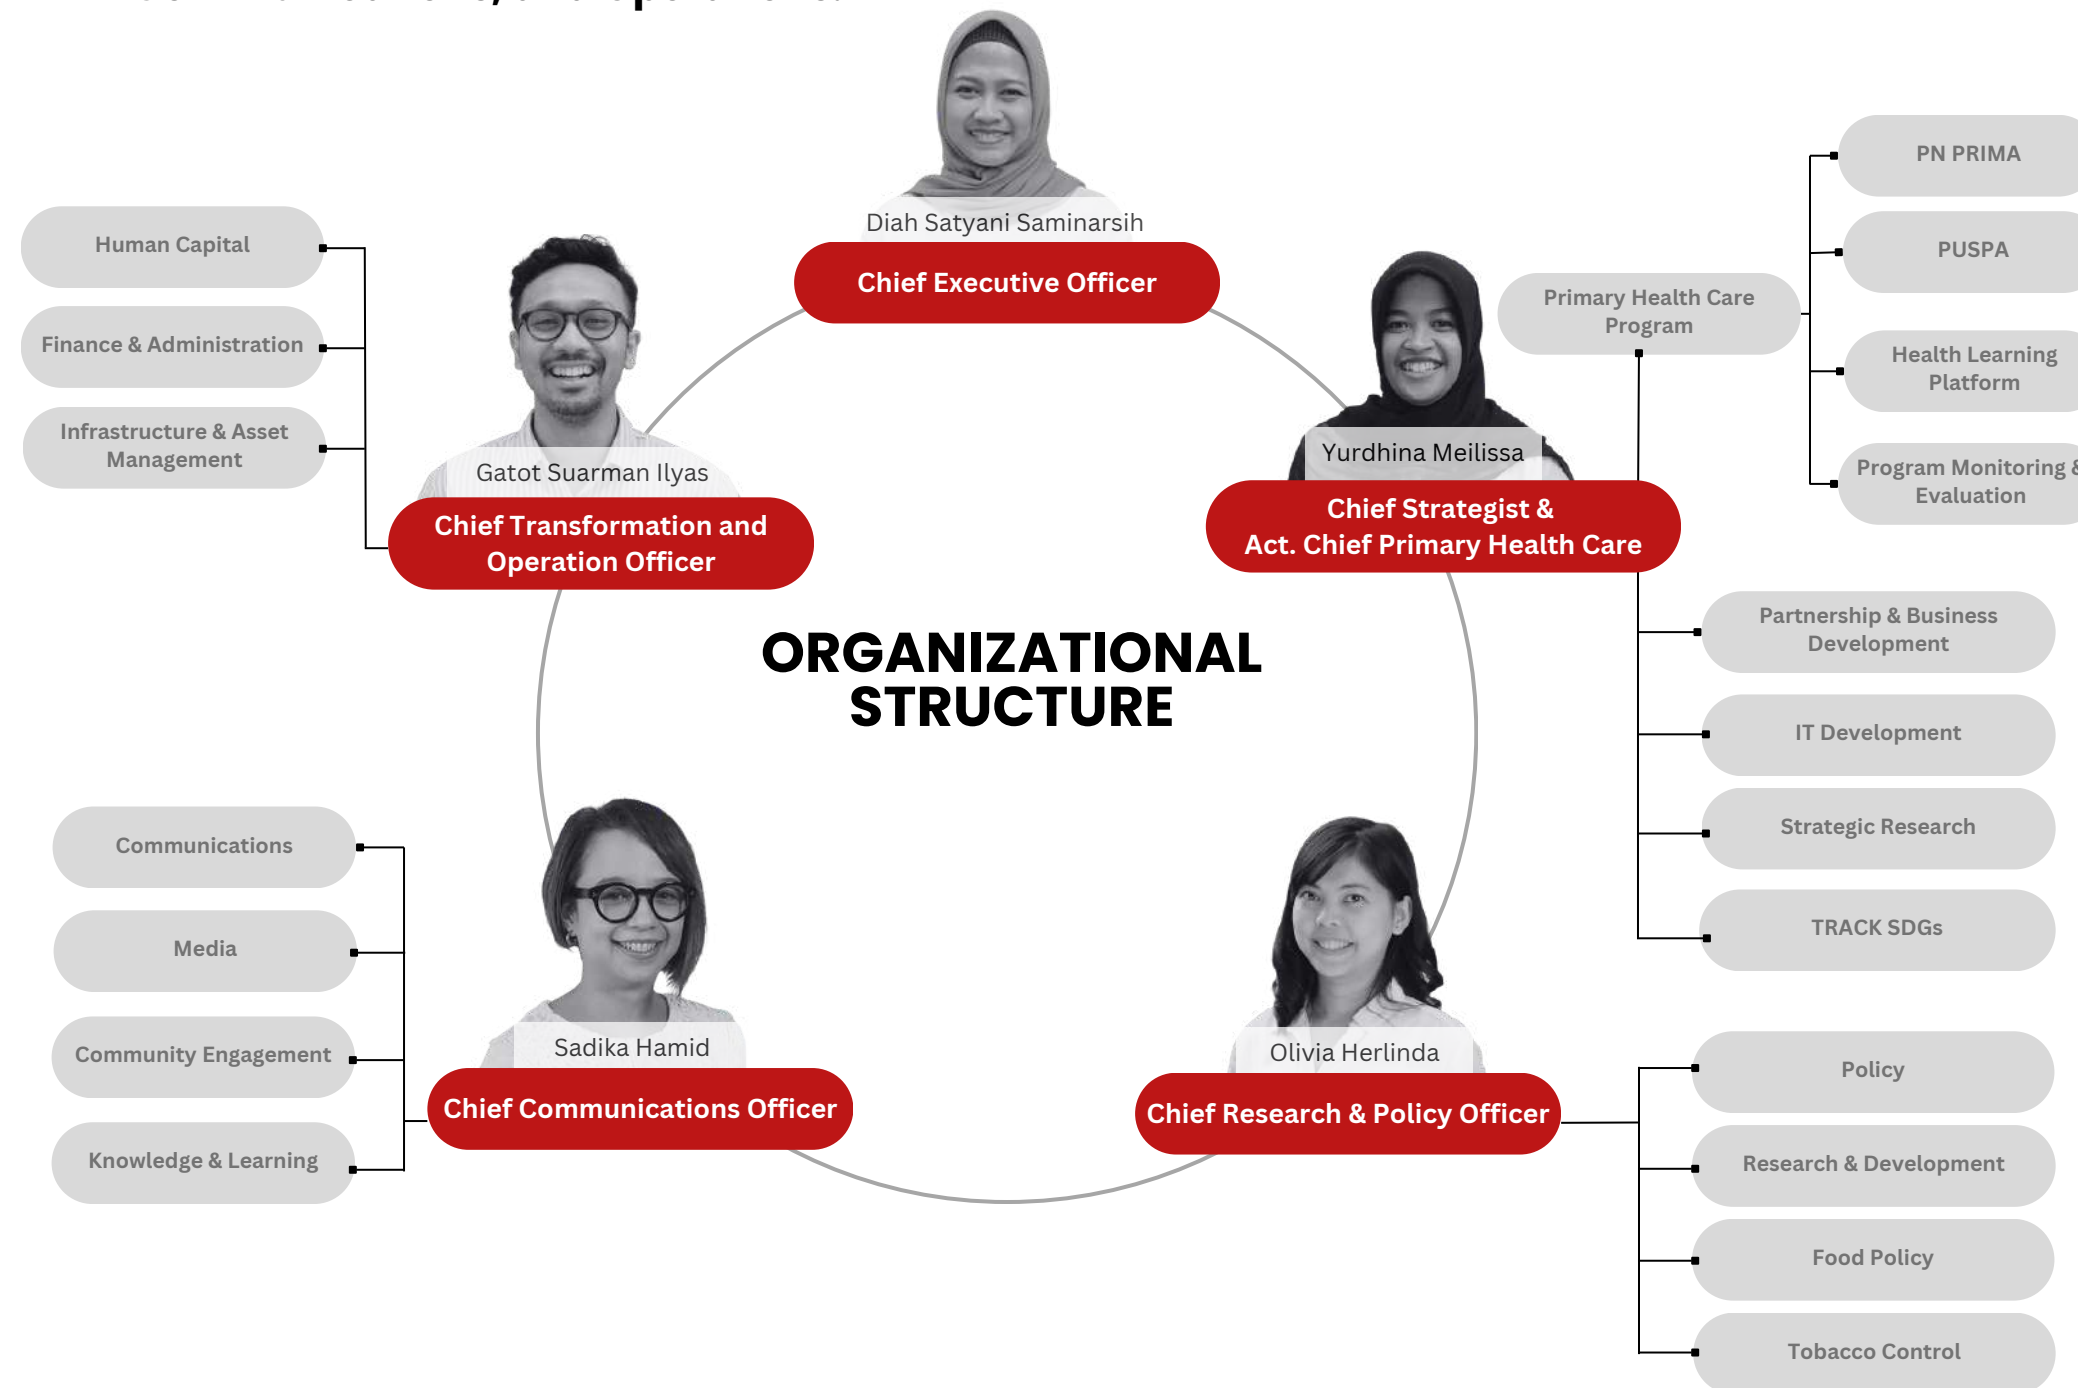 Diah Satyani Saminarsih
Chief Executive Officer
Human Capital
Finance & Administration
Infrastructure & Asset
Management
Gatot Suarman Ilyas
Chief Transformation and
Operation Officer
Yurdhina Meilissa
Chief Strategist &
Act. Chief Primary Health Care
Primary Health Care
Program
PN PRIMA
PUSPA
Health Learning
Platform
Program Monitoring &
Evaluation
Partnership & Business
Development
IT Development
Strategic Research
TRACK SDGs
ORGANIZATIONAL
STRUCTURE
Communications
Media
Community Engagement
Knowledge & Learning
Sadika Hamid
Chief Communications Officer
Olivia Herlinda
Chief Research & Policy Officer
Policy
Research & Development
Food Policy
Tobacco Control